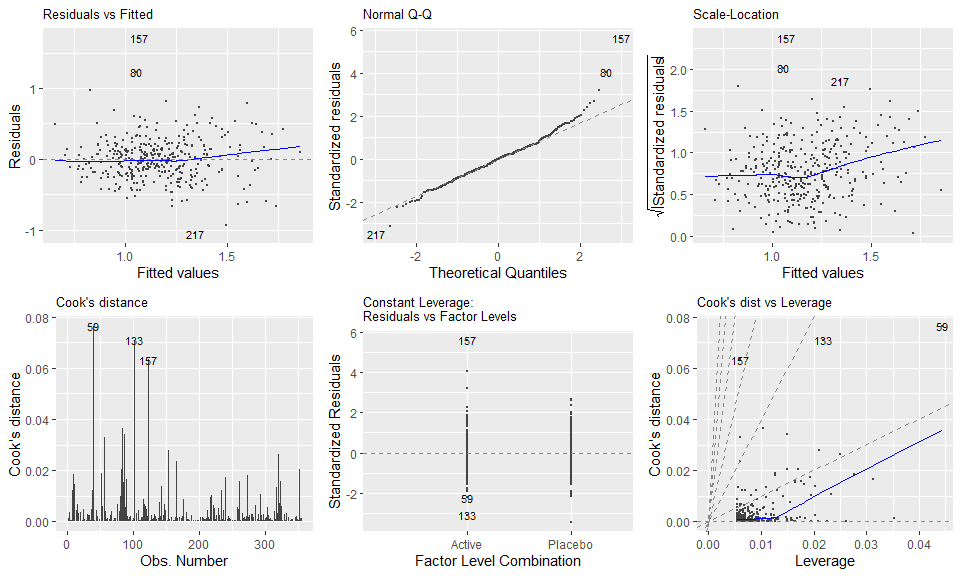 Residuals vs Fitted
157
80
217
1
0
-1
1.0
1.5
Residuals
Fitted values
Normal Q-Q
157
80
217
6
4
2
0
-2
-2
0
2
Standardized residuals
Theoretical Quantiles
Scale-Location
157
80
217
2.0
1.5
1.0
0.5
0.0
1.0
1.5
√|Standardized residuals|
Fitted values
Cook's distance
59
133
157
0.08
0.06
0.04
0.02
0.00
0
100
200
300
Cook's distance
Obs. Number
Constant Leverage:
Residuals vs Factor Levels
157
59
133
6
4
2
0
-2
Active
Placebo
Standardized Residuals
Factor Level Combination
Cook's dist vs Leverage
59
133
157
0.08
0.06
0.04
0.02
0.00
0.00
0.01
0.02
0.03
0.04
Cook's distance
Leverage